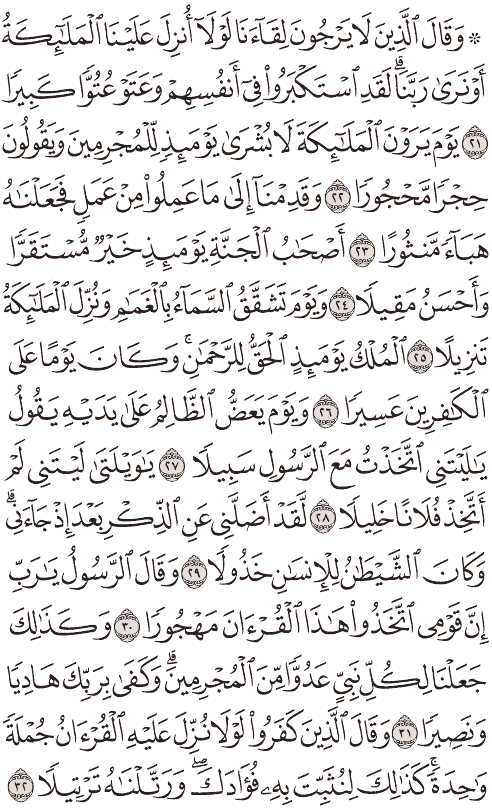 ۞ وَقَالَ ٱلَّذِينَ لَا يَرْجُونَ لِقَآءَنَا لَوْلَآ أُنزِلَ عَلَيْنَا ٱلْمَلَـٰٓئِكَةُ
أَوْ نَرَىٰ رَبَّنَا ۗ لَقَدِ ٱسْتَكْبَرُوا۟ فِىٓ أَنفُسِهِمْ وَعَتَوْ عُتُوًّا كَبِيرًا
٢١ يَوْمَ يَرَوْنَ ٱلْمَلَـٰٓئِكَةَ لَا بُشْرَىٰ يَوْمَئِذٍ لِّلْمُجْرِمِينَ وَيَقُولُونَ
حِجْرًا مَّحْجُورًا ٢٢ وَقَدِمْنَآ إِلَىٰ مَا عَمِلُوا۟ مِنْ عَمَلٍ فَجَعَلْنَـٰهُ
هَبَآءً مَّنثُورًا ٢٣ أَصْحَـٰبُ ٱلْجَنَّةِ يَوْمَئِذٍ خَيْرٌ مُّسْتَقَرًّا
وَأَحْسَنُ مَقِيلًا ٢٤ وَيَوْمَ تَشَقَّقُ ٱلسَّمَآءُ بِٱلْغَمَـٰمِ وَنُزِّلَ ٱلْمَلَـٰٓئِكَةُ
تَنزِيلًا ٢٥ ٱلْمُلْكُ يَوْمَئِذٍ ٱلْحَقُّ لِلرَّحْمَـٰنِ ۚ وَكَانَ يَوْمًا عَلَى
ٱلْكَـٰفِرِينَ عَسِيرًا ٢٦ وَيَوْمَ يَعَضُّ ٱلظَّالِمُ عَلَىٰ يَدَيْهِ يَقُولُ
يَـٰلَيْتَنِى ٱتَّخَذْتُ مَعَ ٱلرَّسُولِ سَبِيلًا ٢٧ يَـٰوَيْلَتَىٰ لَيْتَنِى لَمْ
أَتَّخِذْ فُلَانًا خَلِيلًا ٢٨ لَّقَدْ أَضَلَّنِى عَنِ ٱلذِّكْرِ بَعْدَ إِذْ جَآءَنِى ۗ
وَكَانَ ٱلشَّيْطَـٰنُ لِلْإِنسَـٰنِ خَذُولًا ٢٩ وَقَالَ ٱلرَّسُولُ يَـٰرَبِّ
إِنَّ قَوْمِى ٱتَّخَذُوا۟ هَـٰذَا ٱلْقُرْءَانَ مَهْجُورًا ٣٠ وَكَذَٰلِكَ
جَعَلْنَا لِكُلِّ نَبِىٍّ عَدُوًّا مِّنَ ٱلْمُجْرِمِينَ ۗ وَكَفَىٰ بِرَبِّكَ هَادِيًا
وَنَصِيرًا ٣١ وَقَالَ ٱلَّذِينَ كَفَرُوا۟ لَوْلَا نُزِّلَ عَلَيْهِ ٱلْقُرْءَانُ جُمْلَةً
وَٰحِدَةً ۚ كَذَٰلِكَ لِنُثَبِّتَ بِهِۦ فُؤَادَكَ ۖ وَرَتَّلْنَـٰهُ تَرْتِيلًا ٣٢